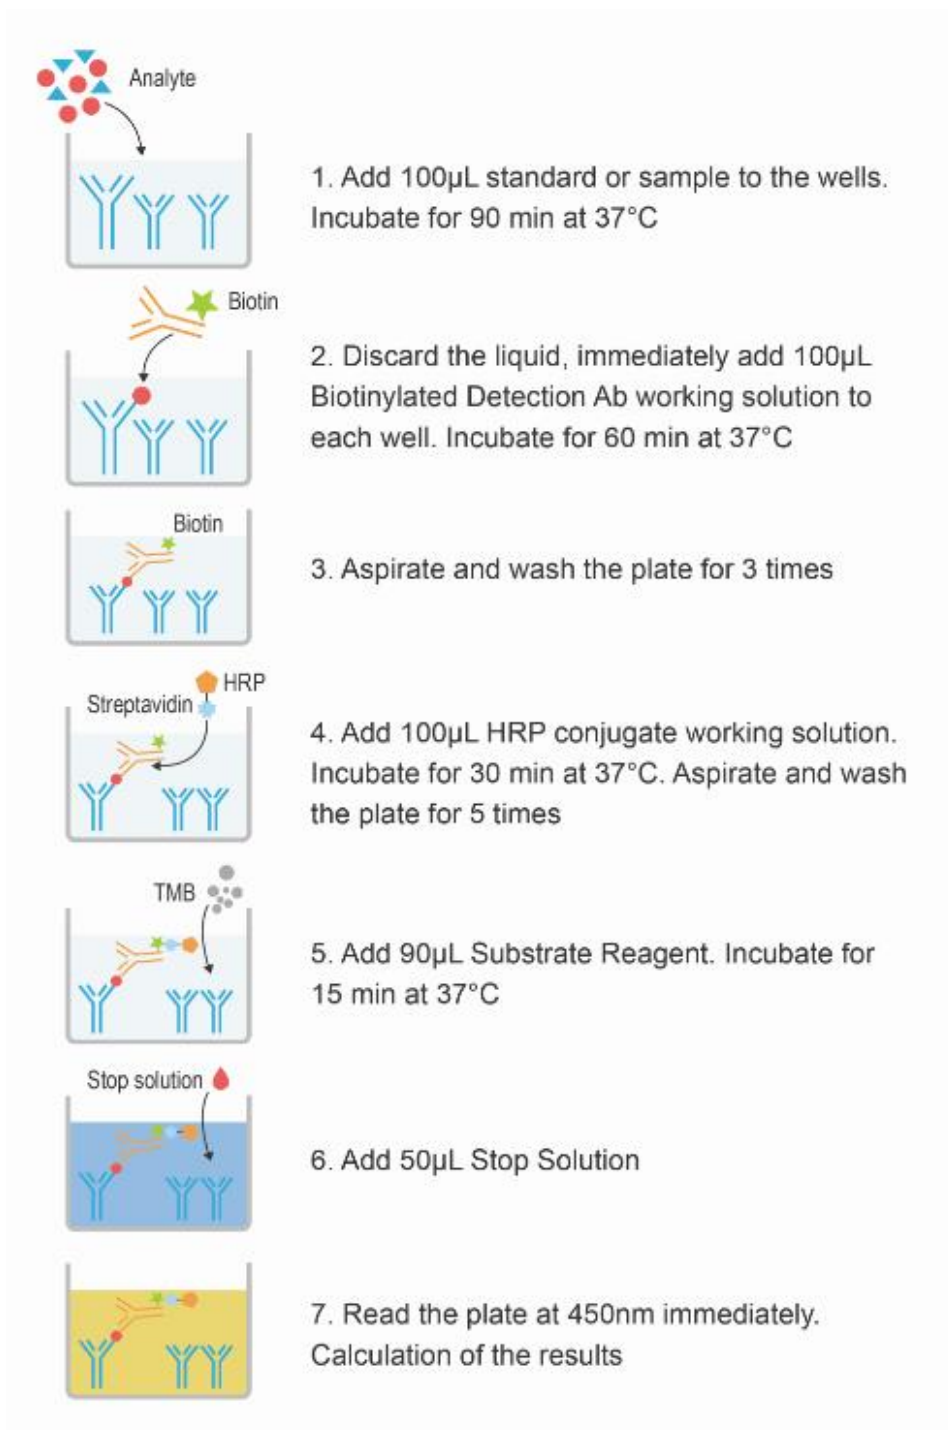 Analyte
1. Add 100μL standard or sample to the wells.
Incubate for 90 min at 37°C
Biotin
2. Discard the liquid, immediately add 100μL
Biotinylated Detection Ab working solution to
each well. Incubate for 60 min at 37°C
Biotin
3. Aspirate and wash the plate for 3 times
HRP
Streptavidin
4. Add 100μL HRP conjugate working solution.
Incubate for 30 min at 37°C. Aspirate and wash
the plate for 5 times
TMB
5. Add 90μL Substrate Reagent. Incubate for
15 min at 37°C
Stop solution
6. Add 50μL Stop Solution
7. Read the plate at 450nm immediately.
Calculation of the results